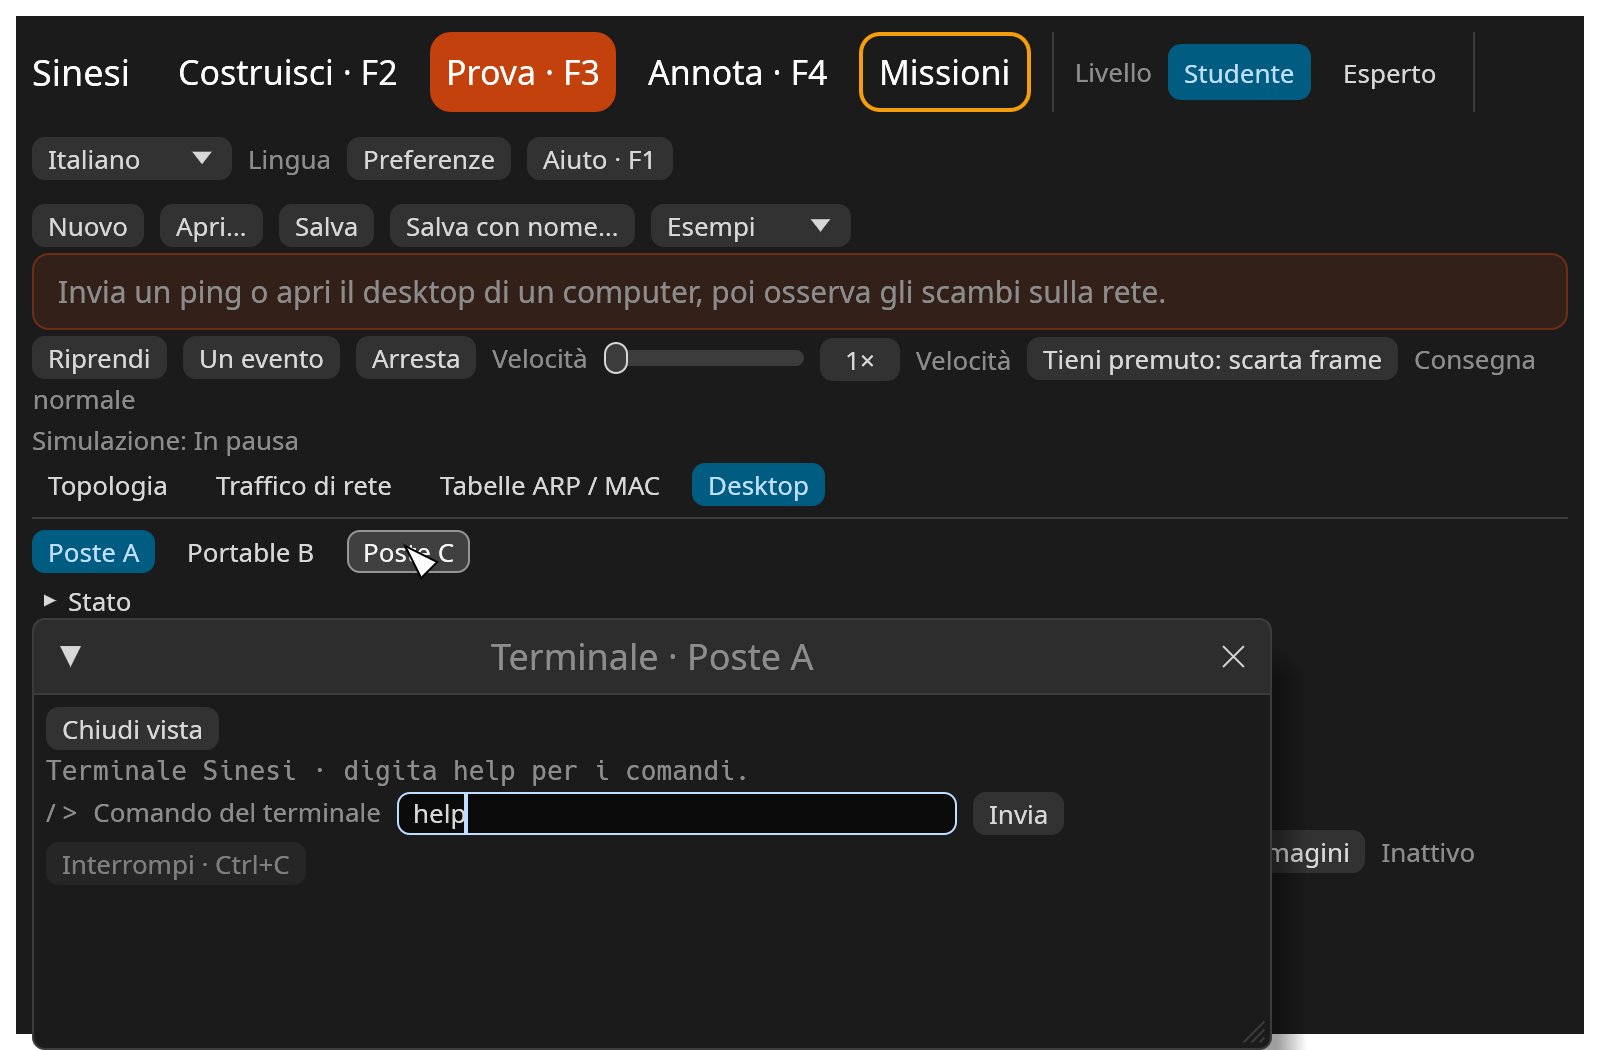 Sinesi Costruisci · F2 Prova · F3 Annota · F4 Missioni Livello Studente Esperto
Italiano Lingua Preferenze Aiuto · F1
Nuovo Apri... Salva Salva con nome... Esempi
Invia un ping o apri il desktop di un computer, poi osserva gli scambi sulla rete.
Riprendi Un evento Arresta Velocità 1× Velocità Tieni premuto: scarta frame Consegna
normale
Simulazione: In pausa
Topologia Traffico di rete Tabelle ARP / MAC Desktop
Poste A Portable B Poste C
Stato
Terminale · Poste A
Chiudi vista
Terminale Sinesi · digita help per i comandi.
/ > Comando del terminale help Invia
Interrompi · Ctrl+C
Inattivo